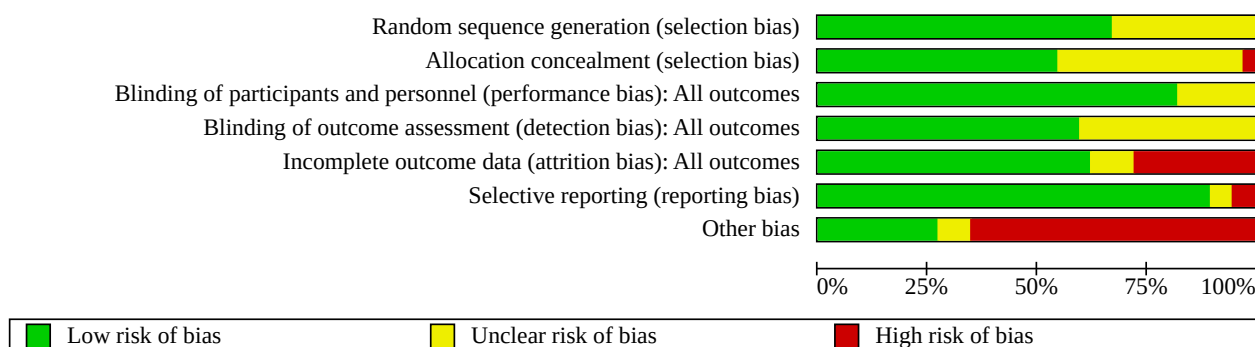 Random sequence generation (selection bias)
Allocation concealment (selection bias)
Blinding of participants and personnel (performance bias): All outcomes
Blinding of outcome assessment (detection bias): All outcomes
Incomplete outcome data (attrition bias): All outcomes
Selective reporting (reporting bias)
Other bias
0% 25% 50% 75% 100%
Low risk of bias Unclear risk of bias High risk of bias